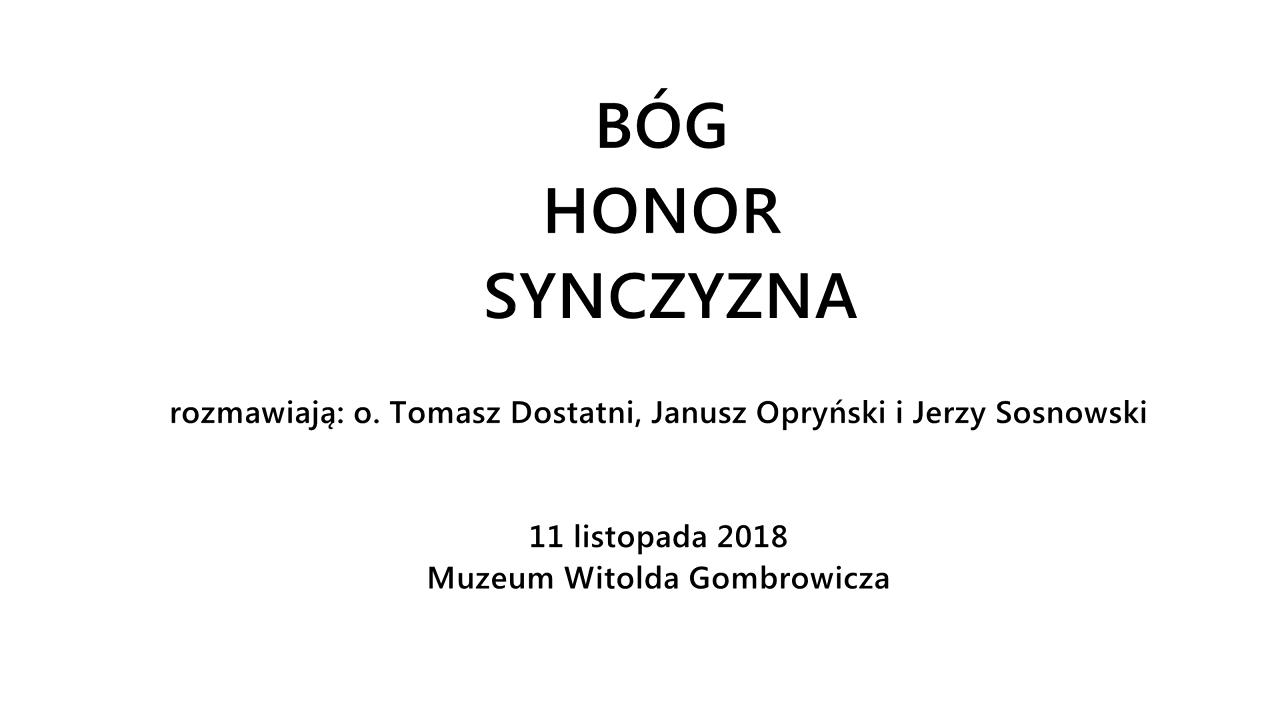 BÓG
HONOR
SYNCZYZNA
rozmawiają: o. Tomasz Dostatni, Janusz Opryński i Jerzy Sosnowski
11 listopada 2018
Muzeum Witolda Gombrowicza